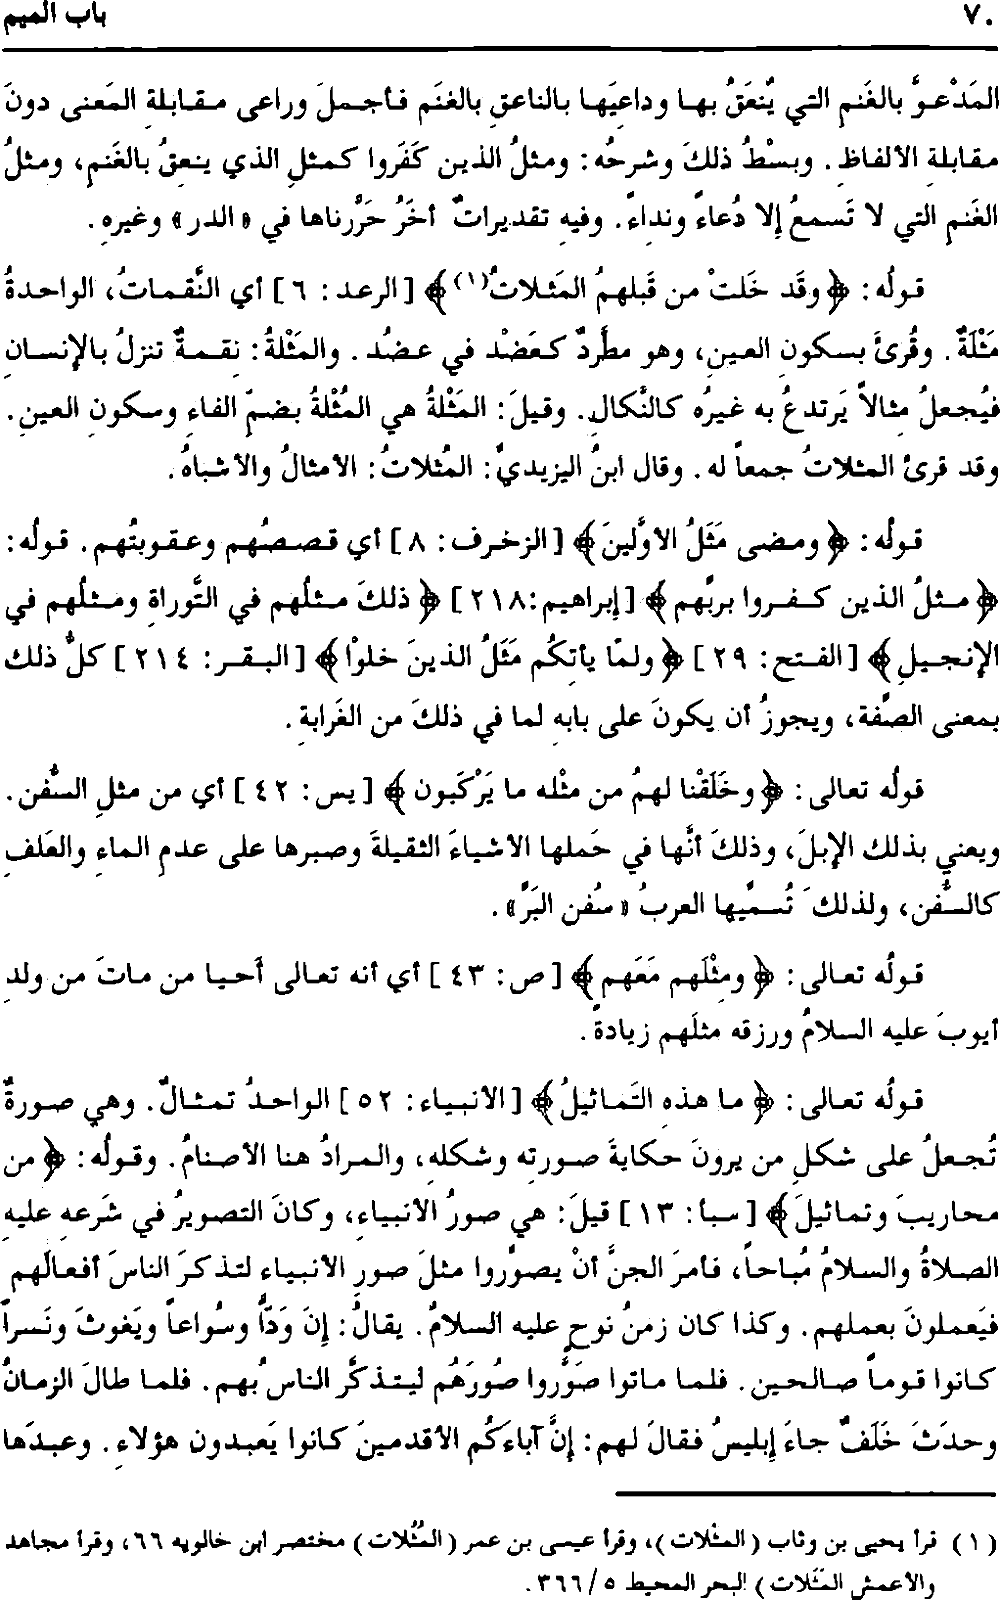 ٧٠ باب الميم
المَدْعوَّ بالغَنم التي يُنعَقُ بها وداعيَها بالناعقِ بالغنَم فأجملَ وراعى مقابلةِ المَعنى دونَ
مقابلةِ الألفاظِ. وبسْطُ ذلكَ وشرحُه: ومثلُ الذين كَفَروا كمثلِ الذي ينعقُ بالغَنمِ، ومثلُ
الغَنم التي لا تَسمعُ إلا دُعاءً ونداءً. وفيهِ تقديراتٌ أخَرُ حَرَّرناها في «الدر» وغيرهِ.
قولُه: ﴿وقَد خَلتْ من قَبلهمُ المَثلاتُ(١)﴾ [الرعد: ٦] أي النَّقماتُ، الواحدةُ
مَثْلَةٌ. وقُرئَ بسكونِ العينِ، وهو مطَّردٌ كعَضْد في عضُد. والمَثْلةُ: نقمةٌ تنزلُ بالإنسانِ
فيُجعلُ مثالاً يَرتدعُ به غيرُه كالنَّكالِ. وقيلَ: المَثْلةُ هي المُثْلةُ بضمِّ الفاءِ وسكونِ العينِ.
وقد قرئَ المثلاتُ جمعاً له. وقال ابنُ اليزيديِّ: المُثلاتُ: الأمثالُ والأشباهُ.
قولُه: ﴿ومضى مَثَلُ الأوَّلينَ﴾ [الزخرف: ٨] أي قصصُهم وعقوبتُهم. قولُه:
﴿مثلُ الذين كفروا بربِّهم﴾ [إبراهيم:٢١٨] ﴿ذلكَ مثلُهم في التَّوراةِ ومثلُهم في
الإنجيلِ﴾ [الفتح: ٢٩] ﴿ولمّا يأتكُم مَثَلُ الذينَ خلوْا﴾ [البقر: ٢١٤] كلُّ ذلك
بمعنى الصِّفة، ويجوزُ أن يكونَ على بابهِ لما في ذلكَ من الغَرابةِ.
قولُه تعالى: ﴿وخَلَقْنا لهمُ من مثْله ما يَرْكَبون﴾ [يس: ٤٢] أي من مثلِ السُّفن.
ويعني بذلك الإبلَ، وذلكَ أنَّها في حَملها الأشياءَ الثقيلةَ وصبرها على عدمِ الماءِ والعَلفِ
كالسُّفن، ولذلكَ تُسمِّيها العربُ «سُفن البَرِّ».
قولُه تعالى: ﴿ومثْلَهم مَعَهم﴾ [ص: ٤٣] أي أنه تعالى أحيا من ماتَ من ولدِ
أيوبَ عليه السلامُ ورزقه مثلَهم زيادةً.
قولُه تعالى: ﴿ما هذهِ التَماثيلُ﴾ [الأنبياء: ٥٢] الواحدُ تمثالٌ. وهي صورةٌ
تُجعلُ على شكلِ من يرونَ حكايةَ صورتهِ وشكلهِ، والمرادُ هنا الأصنامُ. وقولُه: ﴿من
محاريبَ وتماثيلَ﴾ [سبأ: ١٣] قيلَ: هي صورُ الأنبياءِ، وكانَ التصويرُ في شَرعهِ عليهِ
الصلاةُ والسلامُ مُباحاً، فأمرَ الجنَّ أنْ يصوِّروا مثلَ صورِ الأنبياءِ لتذكرَ الناسَ أفعالَهم
فيَعملونَ بعملهم. وكذا كان زمنُ نوحٍ عليه السلامُ. يقالُ: إنَ وَدّاً وسُواعاً ويَغوثَ ونَسراً
كانوا قوماً صالحين. فلما ماتوا صَوَّروا صُورَهُم ليتذكَّر الناسُ بُهم. فلما طالَ الزمانُ
وحدَثَ خَلَفٌ جاءَ إبليسُ فقالَ لهم: إنَّ آباءَكُم الأقدمينَ كانوا يَعبدون هؤلاءِ. وعبدَها
(١) قرأ يحيى بن وثاب (المثْلات)، وقرأ عيسى بن عمر (المُثُلات) مختصر ابن خالويه ٦٦، وقرأ مجاهد
والأعمش المَثَلات) البحر المحيط ٥/٣٦٦.